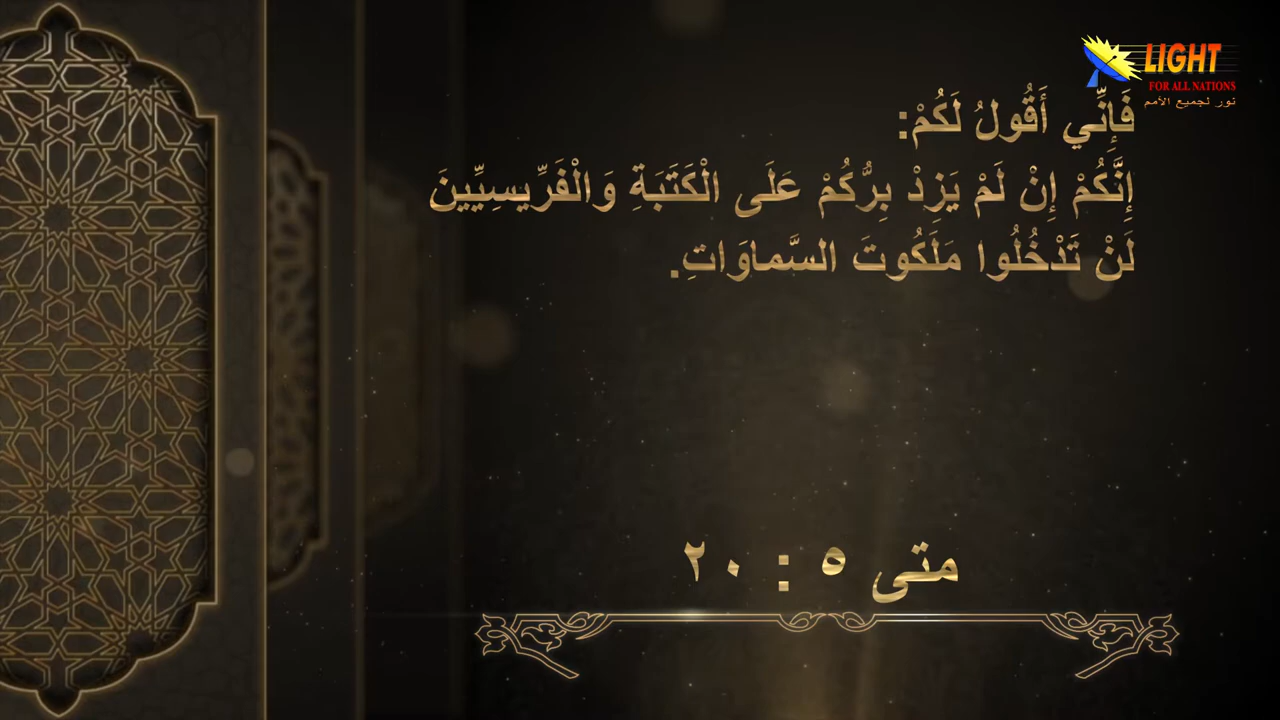 LIGHT
FOR ALL NATIONS
نور لجميع الأمم
فَإِنِّي أَقُولُ لَكُمْ:
إِنَّكُمْ إِنْ لَمْ يَزِدْ بِرُّكُمْ عَلَى الْكَتَبَةِ وَالْفَرِّيسِيِّينَ
لَنْ تَدْخُلُوا مَلَكُوتَ السَّماوَاتِ.
متى ٥ : ٢٠